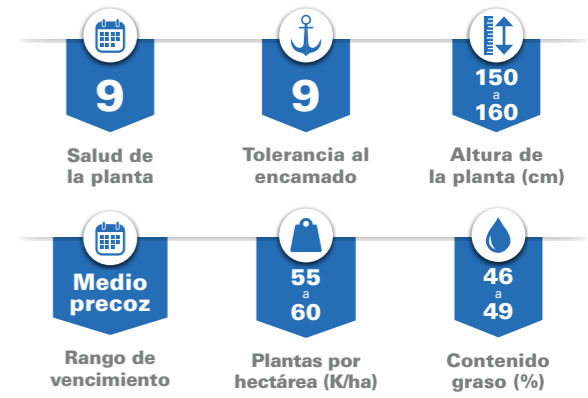 9
Salud de
la planta
9
Tolerancia al
encamado
150
a
160
Altura de
la planta (cm)
Medio
precoz
Rango de
vencimiento
55
a
60
Plantas por
hectárea (K/ha)
46
a
49
Contenido
graso (%)